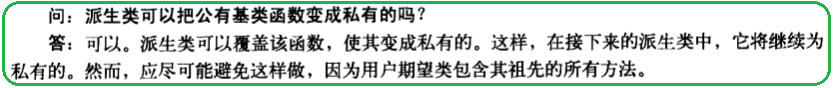 问：派生类可以把公有基类函数变成私有的吗？
答：可以。派生类可以覆盖该函数，使其变成私有的。这样，在接下来的派生类中，它将继续为
私有的。然而，应尽可能避免这样做，因为用户期望类包含其祖先的所有方法。